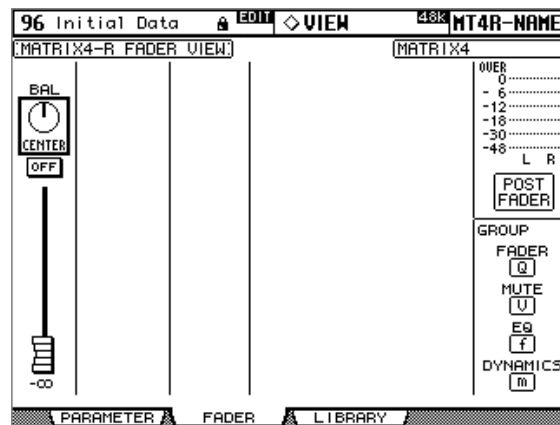 96 Initial Data EDIT VIEW 48K MT4R-NAME
MATRIX4-R FADER VIEW MATRIX4
BAL
CENTER
OFF
-∞
OVER
0
- 6
-12
-18
-30
-48
L R
POST
FADER
GROUP
FADER
Q
MUTE
V
EQ
f
DYNAMICS
m
PARAMETER FADER LIBRARY